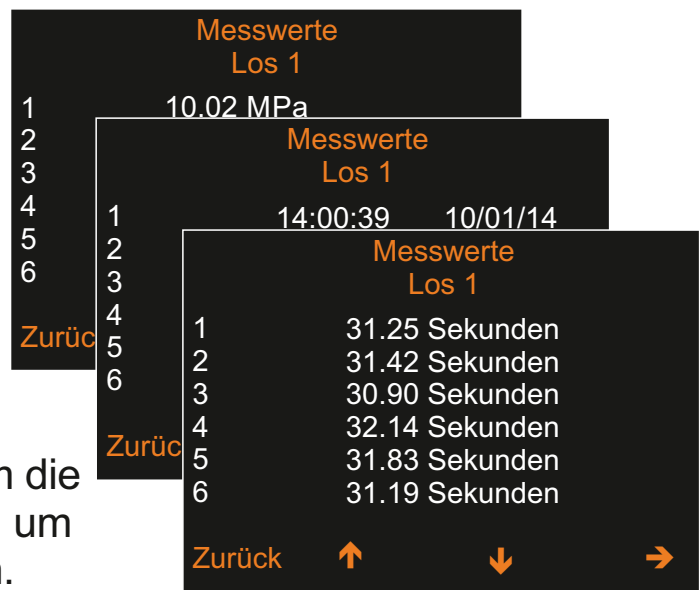 Messwerte
Los 1
1 10.02 MPa
2
3
4
5
6
Messwerte
Los 1
1 14:00:39 10/01/14
2
3
4
5
6
Messwerte
Los 1
1 31.25 Sekunden
2 31.42 Sekunden
3 30.90 Sekunden
4 32.14 Sekunden
5 31.83 Sekunden
6 31.19 Sekunden
Zurück ↑ ↓ →
die
um